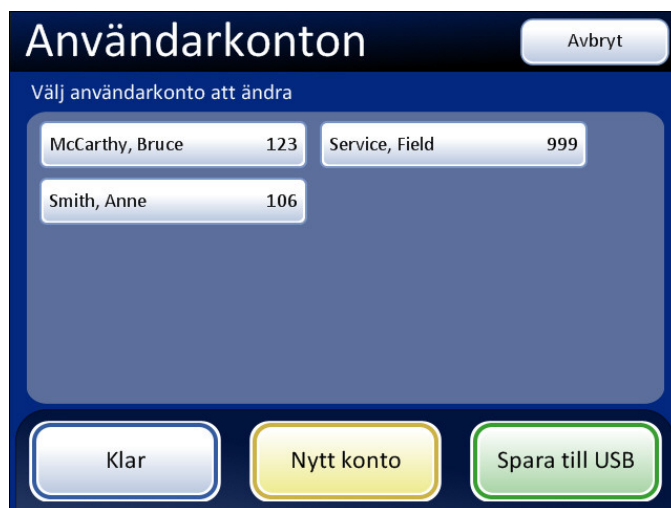 Användarkonton
Avbryt
Välj användarkonto att ändra
McCarthy, Bruce 123
Service, Field 999
Smith, Anne 106
Klar
Nytt konto
Spara till USB